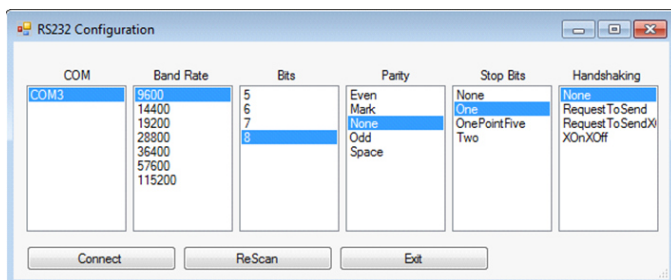 RS232 Configuration
COM
Band Rate
Bits
Parity
Stop Bits
Handshaking
COM3
9600
14400
19200
28800
36400
57600
115200
5
6
7
8
Even
Mark
None
Odd
Space
None
One
OnePointFive
Two
None
RequestToSend
RequestToSendX
XOnXOff
Connect
ReScan
Exit